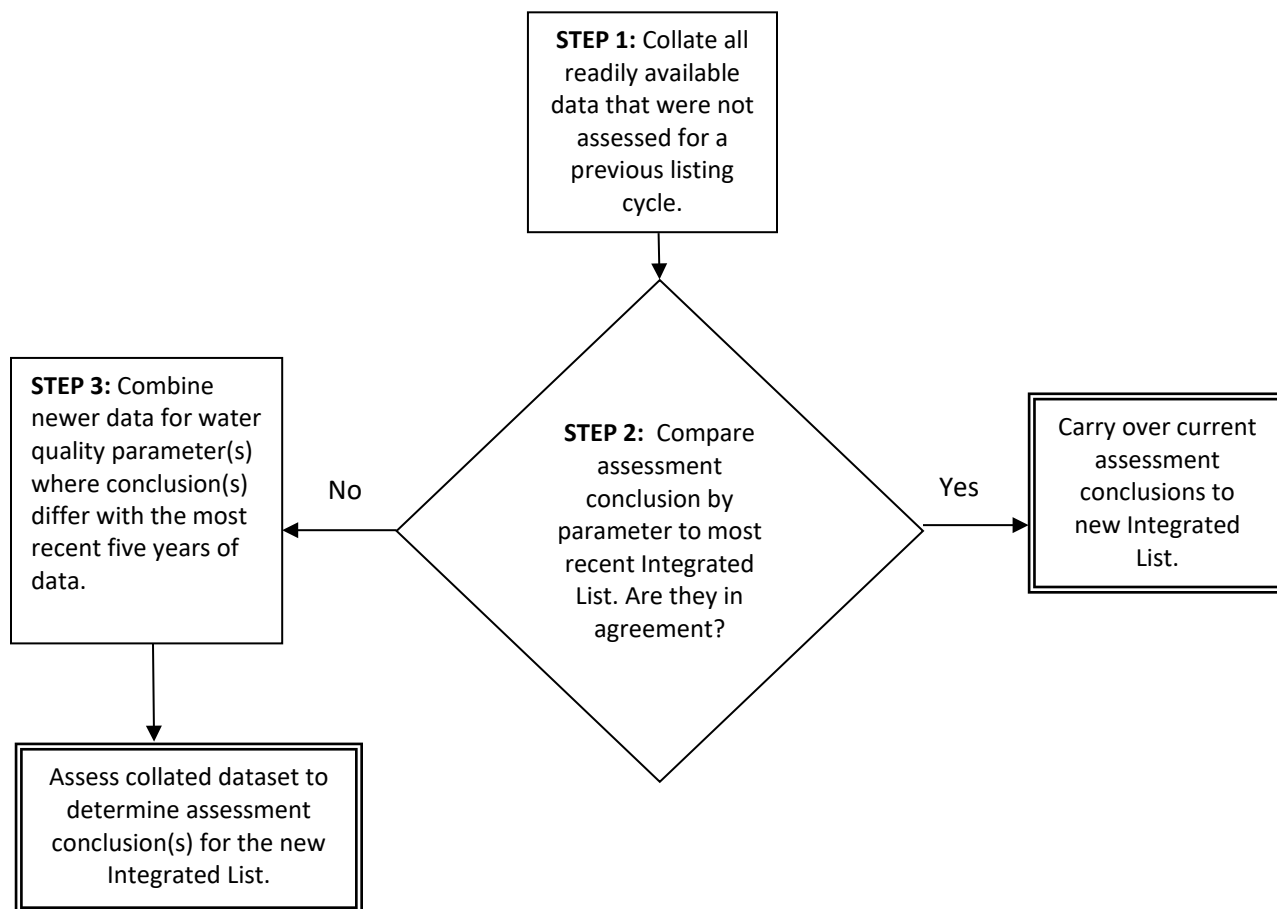 STEP 1: Collate all
readily available
data that were not
assessed for a
previous listing
cycle.
STEP 2: Compare
assessment
conclusion by
parameter to most
recent Integrated
List. Are they in
agreement?
Yes
Carry over current
assessment
conclusions to
new Integrated
List.
No
STEP 3: Combine
newer data for water
quality parameter(s)
where conclusion(s)
differ with the most
recent five years of
data.
Assess collated dataset to
determine assessment
conclusion(s) for the new
Integrated List.